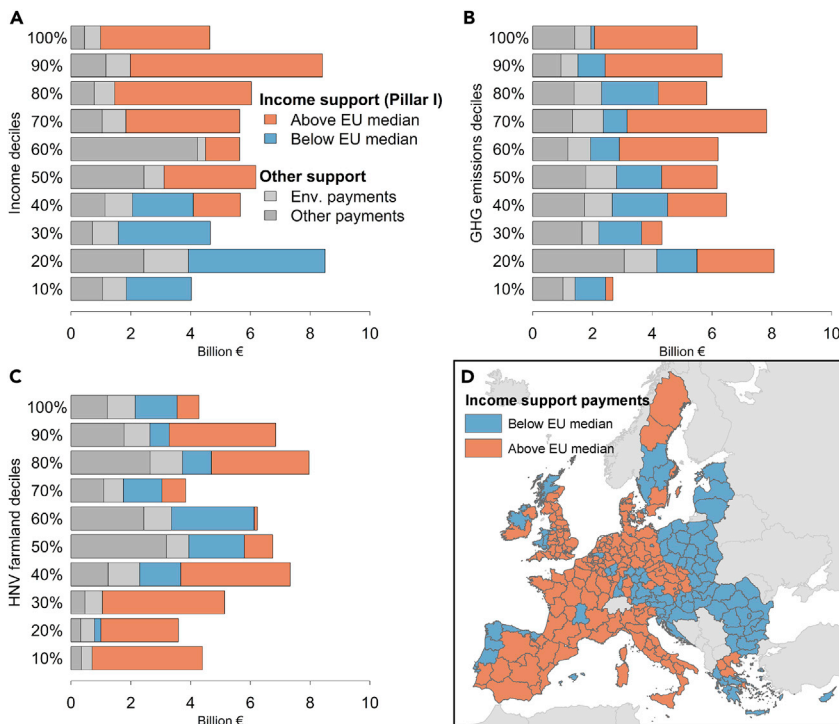 A
100%
90%
80%
70%
60%
50%
40%
30%
20%
10%
Income deciles
0 2 4 6 8 10
Billion €
Income support (Pillar I)
Above EU median
Below EU median
Other support
Env. payments
Other payments
B
100%
90%
80%
70%
60%
50%
40%
30%
20%
10%
GHG emissions deciles
0 2 4 6 8 10
Billion €
C
100%
90%
80%
70%
60%
50%
40%
30%
20%
10%
HNV farmland deciles
0 2 4 6 8 10
Billion €
D
Income support payments
Below EU median
Above EU median